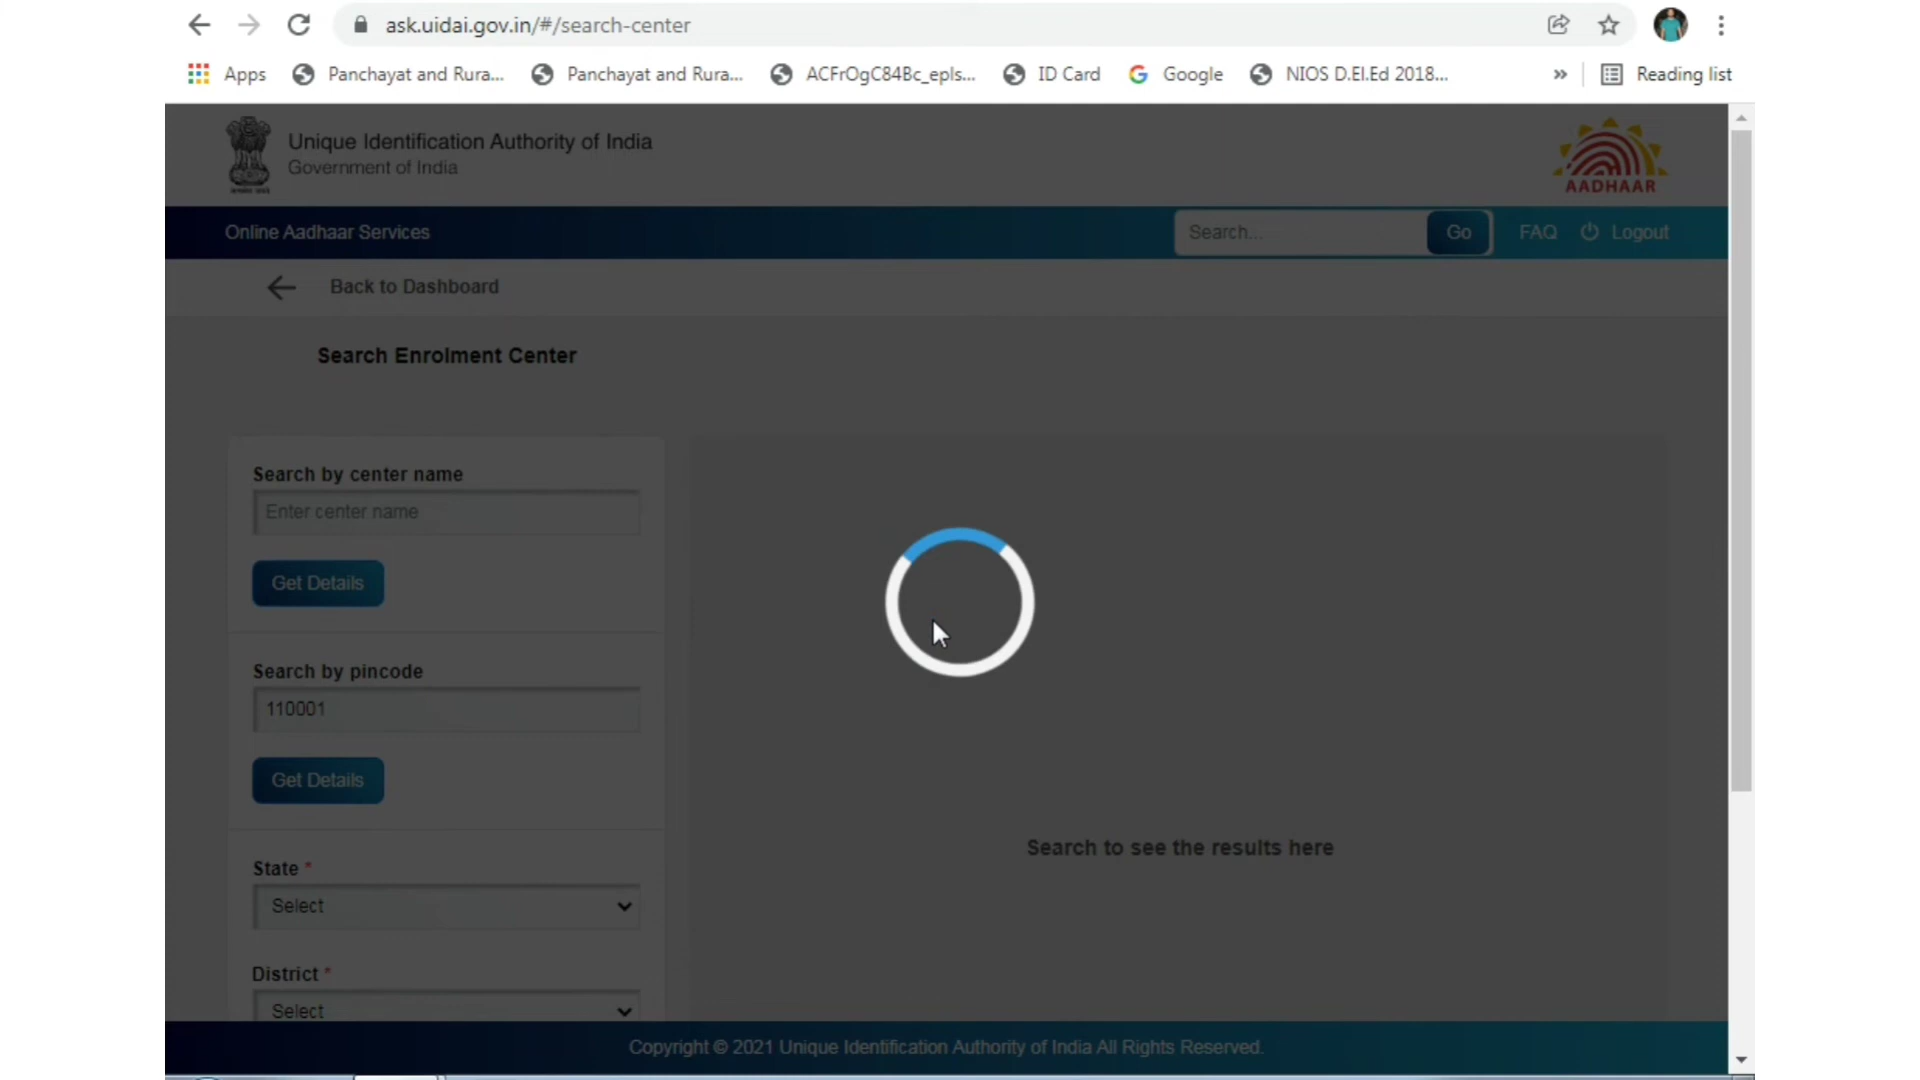 ask.uidai.gov.in/#/search-center
Apps Panchayat and Rura... Panchayat and Rura... ACFrOgC84Bc_epls... ID Card Google NIOS D.El.Ed 2018... » Reading list
Unique Identification Authority of India
Government of India
AADHAAR
Online Aadhaar Services Search... Go FAQ Logout
Back to Dashboard
Search Enrolment Center
Search by center name
Enter center name
Get Details
Search by pincode
110001
Get Details
Search to see the results here
State *
Select
District *
Select
Copyright © 2021 Unique Identification Authority of India All Rights Reserved.